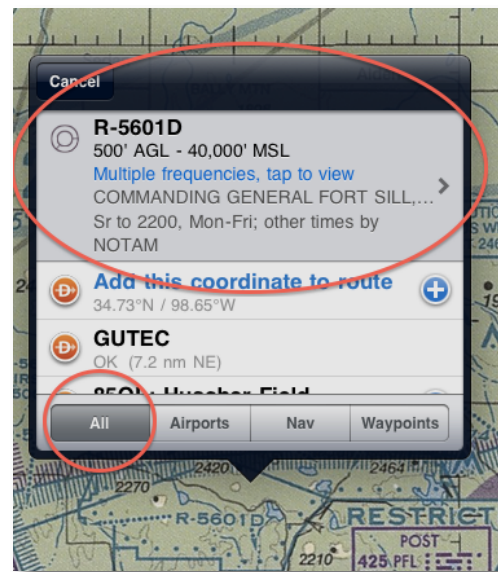 Cancel
R-5601D
500' AGL - 40,000' MSL
Multiple frequencies, tap to view
COMMANDING GENERAL FORT SILL,...
Sr to 2200, Mon-Fri; other times by
NOTAM
Add this coordinate to route
34.73°N / 98.65°W
GUTEC
OK (7.2 nm NE)
All Airports Nav Waypoints
2420 2464
2270
R-5601D RESTRICT
POST
2210 425 PFL